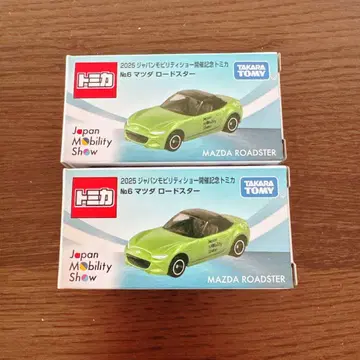 トミカ
2025 ジャパンモビリティショー開催記念トミカ
№6 マツダ ロードスター
TAKARA
TOMY
Japan
Mobility
Show
MAZDA ROADSTER
トミカ
2025 ジャパンモビリティショー開催記念トミカ
№6 マツダ ロードスター
TAKARA
TOMY
Japan
Mobility
Show
MAZDA ROADSTER